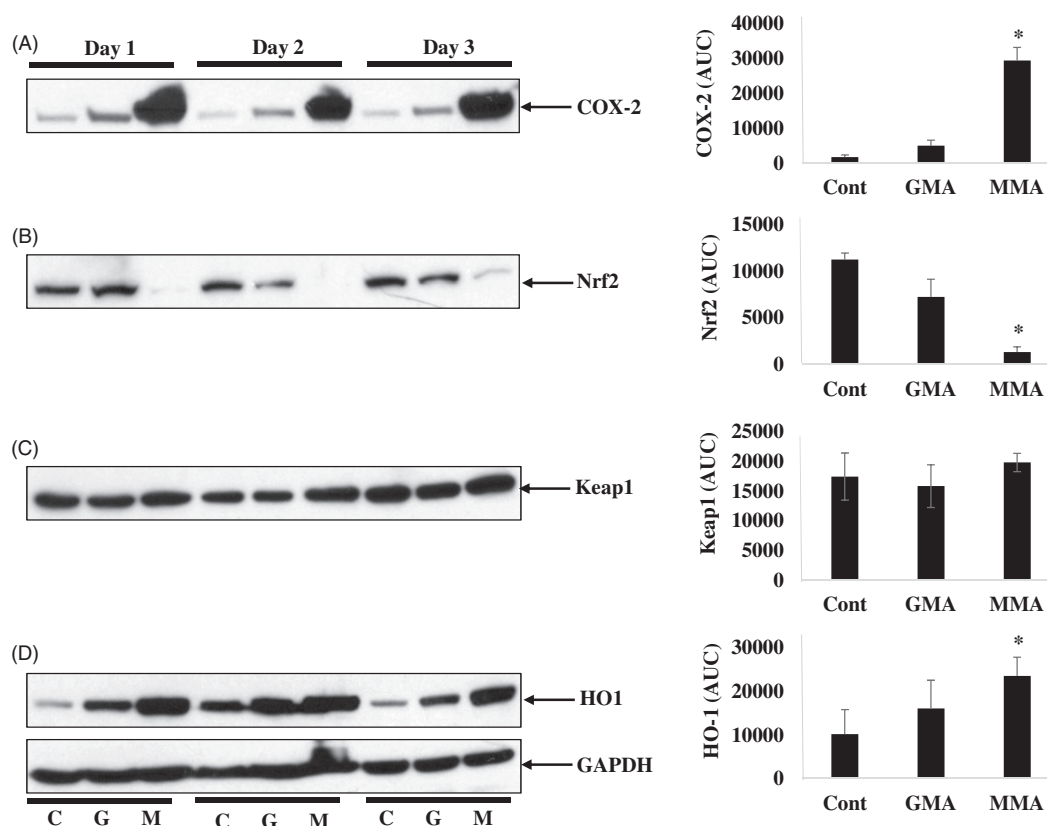 (A)
Day 1 Day 2 Day 3
COX-2
COX-2 (AUC)
40000
30000
20000
10000
0
*
Cont GMA MMA
(B)
Nrf2
Nrf2 (AUC)
15000
10000
5000
0
*
Cont GMA MMA
(C)
Keap1
Keap1 (AUC)
25000
20000
15000
10000
5000
0
Cont GMA MMA
(D)
HO1
GAPDH
C G M C G M C G M
HO-1 (AUC)
30000
20000
10000
0
*
Cont GMA MMA